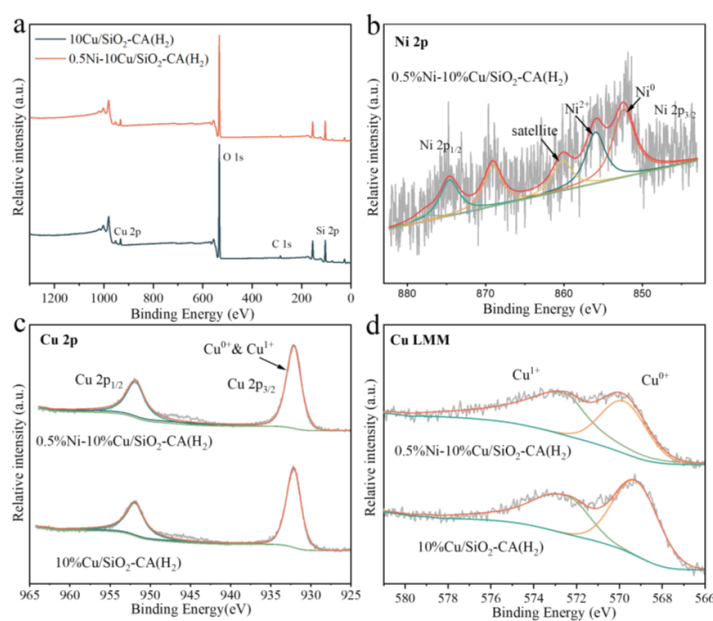 a
10Cu/SiO₂-CA(H₂)
0.5Ni-10Cu/SiO₂-CA(H₂)
Relative intensity (a.u.)
O 1s
Cu 2p
C 1s
Si 2p
1200 1000 800 600 400 200 0
Binding Energy (eV)
b
Ni 2p
0.5%Ni-10%Cu/SiO₂-CA(H₂)
Relative intensity (a.u.)
Ni⁰
Ni²⁺
Ni 2p₃/₂
satellite
Ni 2p₁/₂
880 870 860 850
Binding Energy (eV)
c
Cu 2p
Relative intensity (a.u.)
Cu⁰⁺& Cu¹⁺
Cu 2p₁/₂
Cu 2p₃/₂
0.5%Ni-10%Cu/SiO₂-CA(H₂)
10%Cu/SiO₂-CA(H₂)
965 960 955 950 945 940 935 930 925
Binding Energy(eV)
d
Cu LMM
Relative intensity (a.u.)
Cu¹⁺
Cu⁰⁺
0.5%Ni-10%Cu/SiO₂-CA(H₂)
10%Cu/SiO₂-CA(H₂)
580 578 576 574 572 570 568 566
Binding Energy (eV)